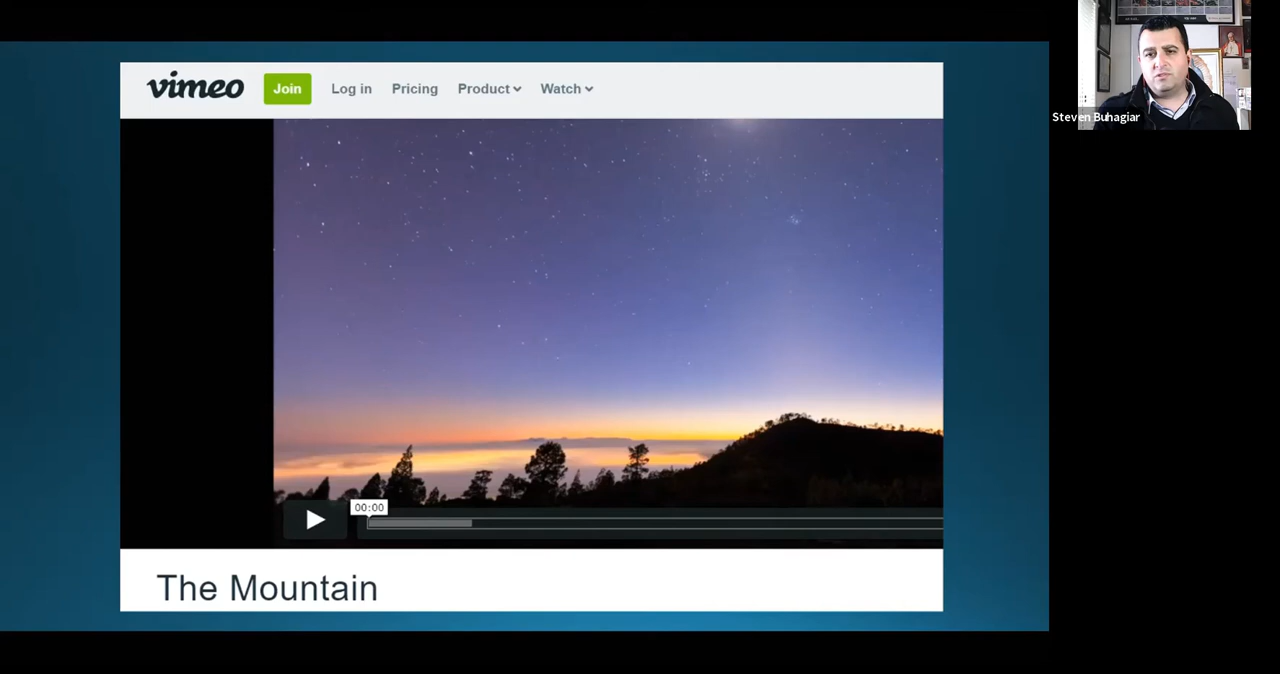 vimeo Join Log in Pricing Product Watch
Steven Buhagiar
00:00
The Mountain